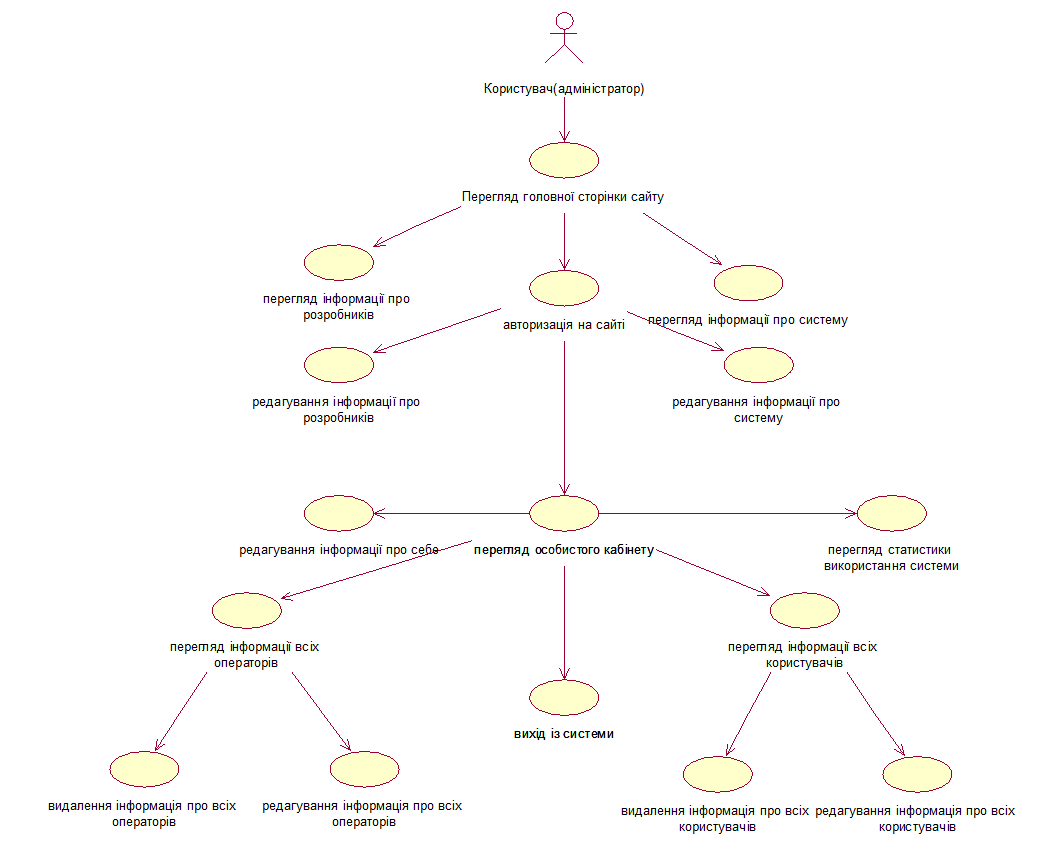 Користувач(адміністратор)
Перегляд головної сторінки сайту
перегляд інформації про
розробників
авторизація на сайті
перегляд інформації про систему
редагування інформації про
розробників
редагування інформації про
систему
редагування інформації про себе
перегляд особистого кабінету
перегляд статистики
використання системи
перегляд інформації всіх
операторів
перегляд інформації всіх
користувачів
вихід із системи
видалення інформація про всіх
операторів
редагування інформація про всіх
операторів
видалення інформація про всіх
користувачів
редагування інформація про всіх
користувачів